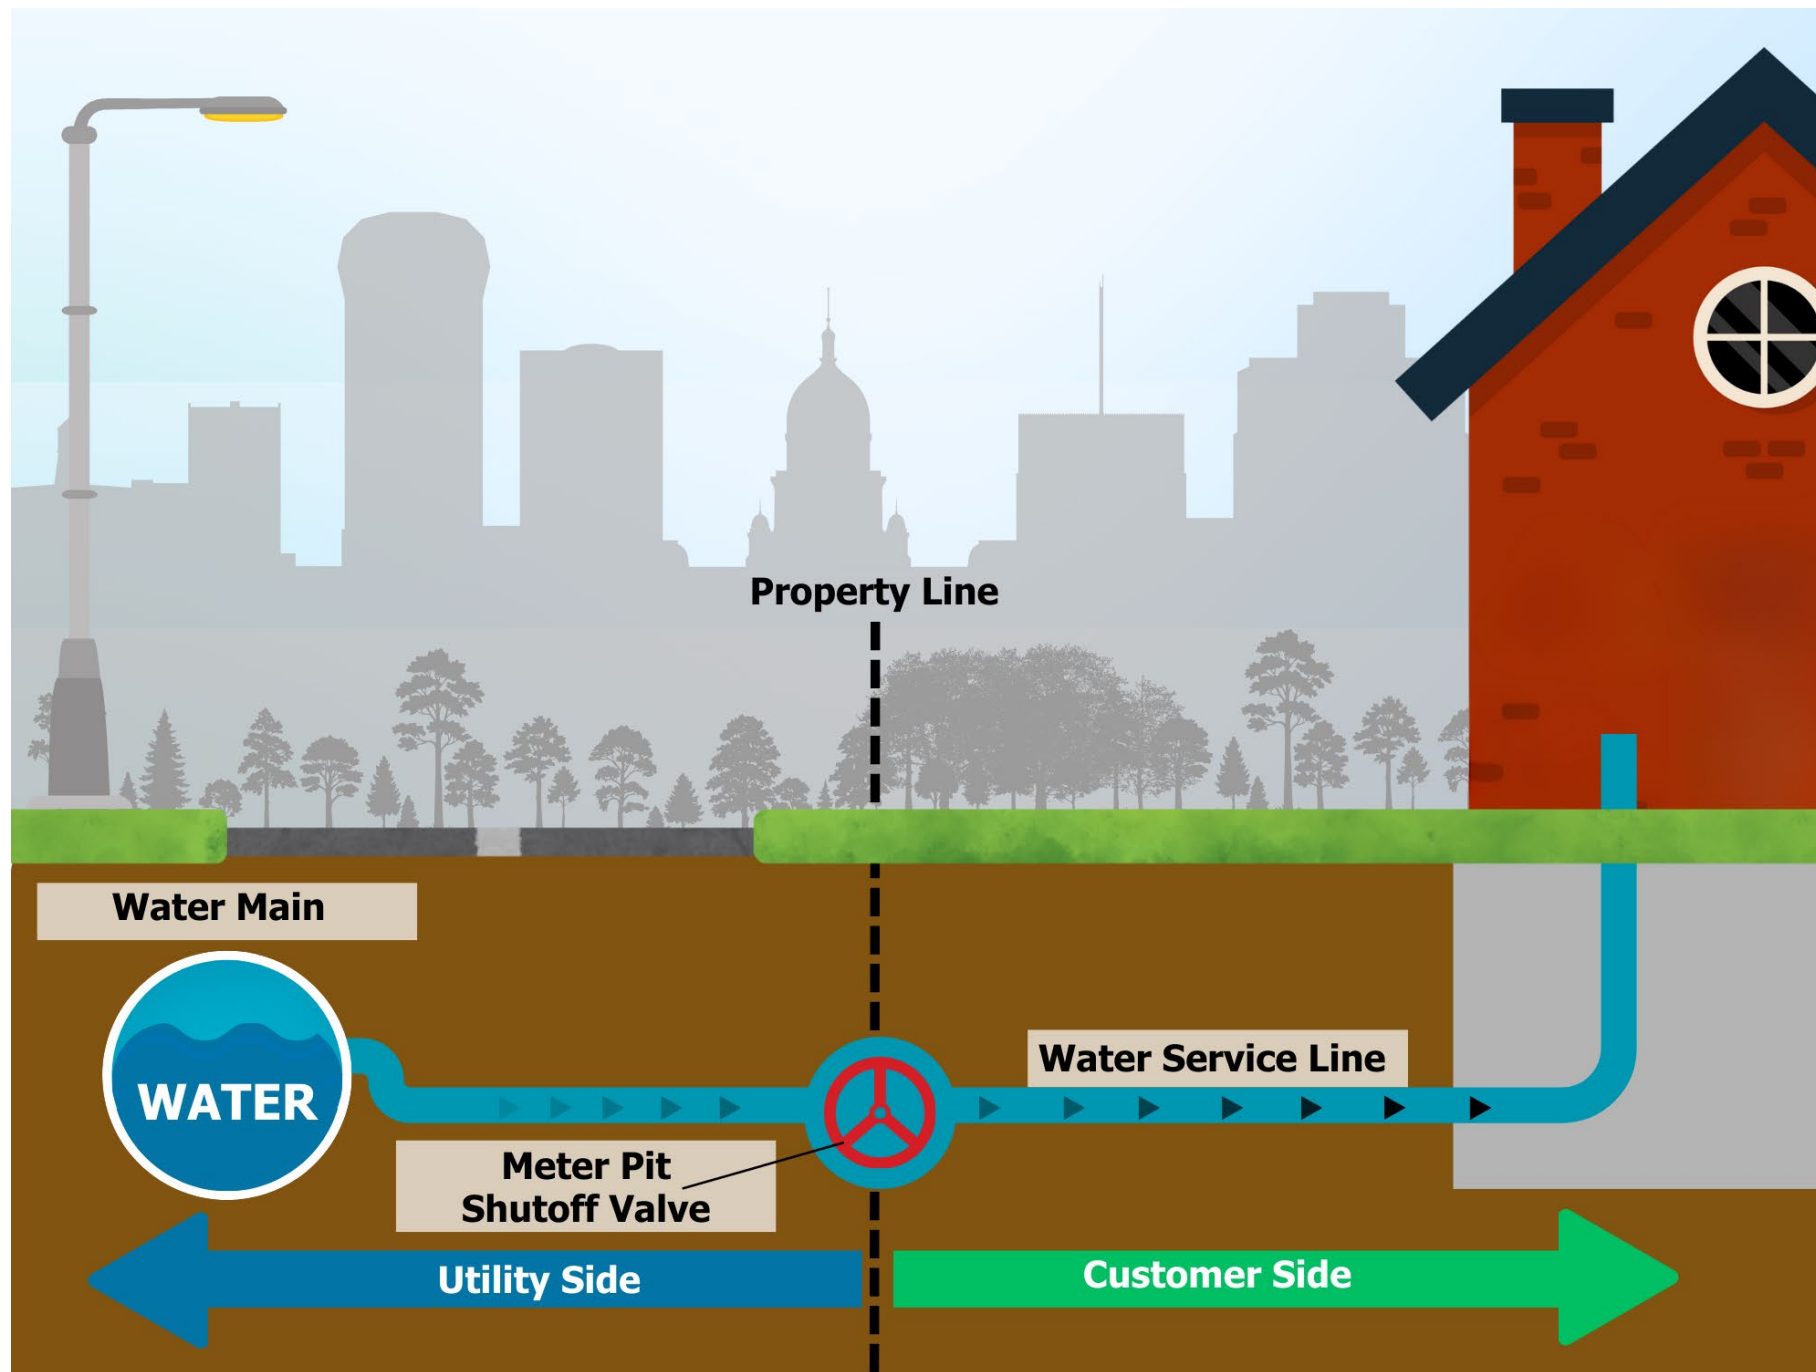 Property Line
Water Main
WATER
Water Service Line
Meter Pit
Shutoff Valve
Utility Side
Customer Side